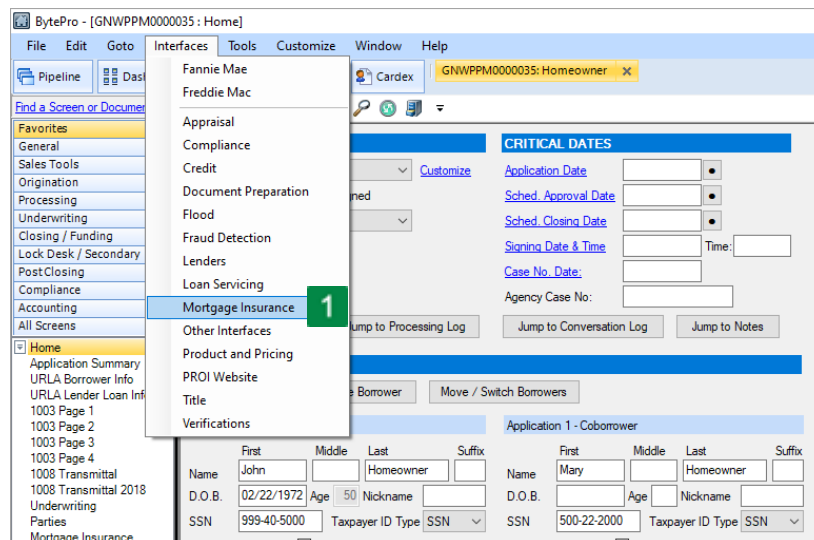 BytePro - [GNWPPM0000035 : Home]
File Edit Goto Interfaces Tools Customize Window Help
Pipeline Cardex GNWPPM0000035: Homeowner X
Find a Screen or
Fannie Mae
Freddie Mac
Appraisal
Compliance
Credit
Document Preparation
Flood
Fraud Detection
Lenders
Loan Servicing
Mortgage Insurance 1
Other Interfaces
Product and Pricing
PROI Website
Title
Verifications
Favorites
General
Sales Tools
Origination
Processing
Underwriting
Closing / Funding
Lock Desk / Secondary
PostClosing
Compliance
Accounting
All Screens
Home
Application Summary
URLA Borrower Info
URLA Lender Loan
1003 Page 1
1003 Page 2
1003 Page 3
1003 Page 4
1008 Transmittal
1008 Transmittal 2018
Underwriting
Parties
Mortgage Insurance
Customize
CRITICAL DATES
Application Date
Sched. Approval Date
Sched. Closing Date
Signing Date & Time Time:
Case No. Date:
Agency Case No:
Jump to Processing Log Jump to Conversation Log Jump to Notes
Borrower Move / Switch Borrowers
Application 1 - Coborrower
First Middle Last Suffix First Middle Last Suffix
Name John Homeowner Name Mary Homeowner
D.O.B. 02/22/1972 Age 50 Nickname D.O.B. Age Nickname
SSN 999-40-5000 Taxpayer ID Type SSN SSN 500-22-2000 Taxpayer ID Type SSN